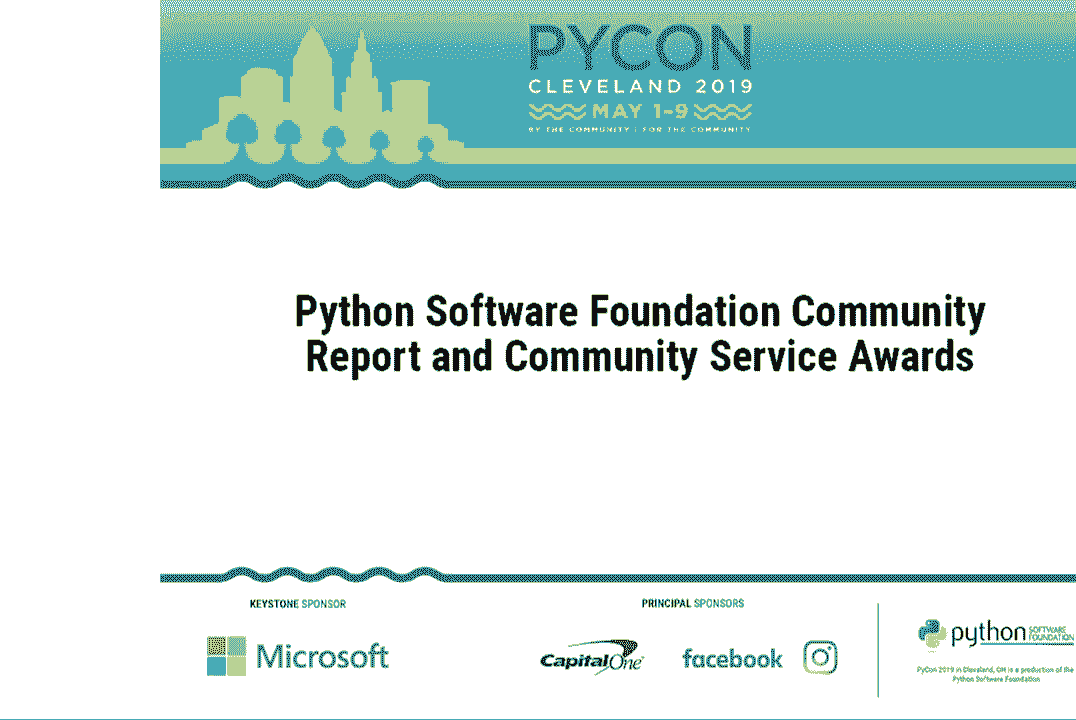 PYCON
CLEVELAND 2019
MAY 1-9
BY THE COMMUNITY | FOR THE COMMUNITY
Python Software Foundation Community
Report and Community Service Awards
KEYSTONE SPONSOR
PRINCIPAL SPONSORS
Microsoft
CapitalOne
facebook
python SOFTWARE
FOUNDATION
PyCon 2019 in Cleveland, OH is a production of the
Python Software Foundation